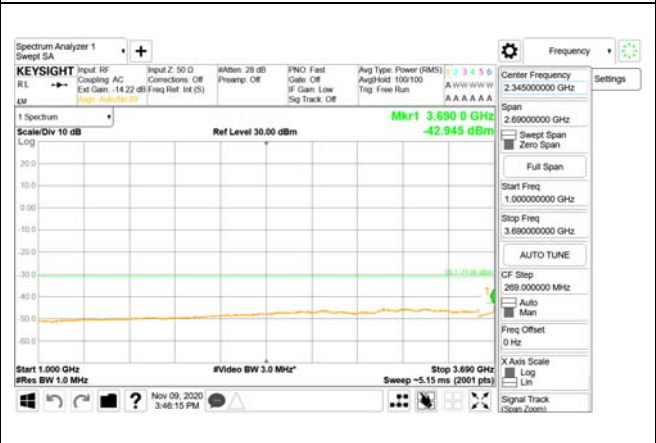 Spectrum Analyzer 1
Swept SA
+
Frequency
KEYSIGHT
RL
Input: RF
Coupling: AC
Ext Gain: -14.22 dB
Align: Auto/No RF
Input Z: 50 Ω
Corrections: Off
Freq Ref: Int (S)
#Atten: 28 dB
Preamp: Off
PNO: Fast
Gate: Off
IF Gain: Low
Sig Track: Off
Avg Type: Power (RMS)
Avg|Hold: 100/100
Trig: Free Run
1 2 3 4 5 6
A W W W W W
A A A A A A
1 Spectrum
Scale/Div 10 dB
Log
Ref Level 30.00 dBm
Mkr1 3.690 0 GHz
-42.945 dBm
20.0
10.0
0.00
-10.0
-20.0
-30.0
-40.0
-50.0
-60.0
1
Start 1.000 GHz
#Res BW 1.0 MHz
#Video BW 3.0 MHz*
Stop 3.690 GHz
Sweep ~5.15 ms (2001 pts)
Nov 09, 2020
3:46:15 PM
Center Frequency
2.345000000 GHz
Settings
Span
2.69000000 GHz
Swept Span
Zero Span
Full Span
Start Freq
1.000000000 GHz
Stop Freq
3.690000000 GHz
AUTO TUNE
CF Step
269.000000 MHz
Auto
Man
Freq Offset
0 Hz
X Axis Scale
Log
Lin
Signal Track
(Span Zoom)